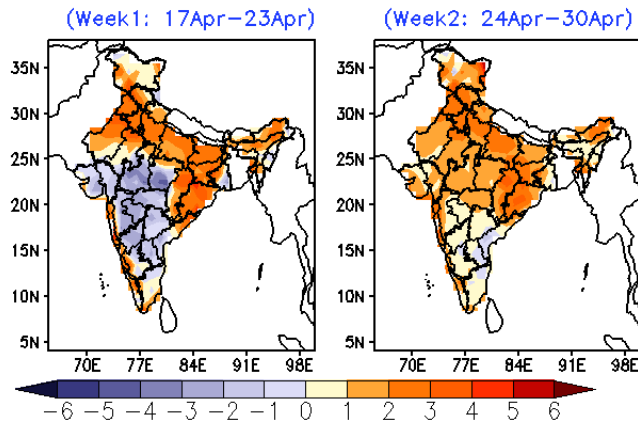 (Week1: 17Apr−23Apr)
(Week2: 24Apr−30Apr)
35N
30N
25N
20N
15N
10N
5N
35N
30N
25N
20N
15N
10N
5N
70E 77E 84E 91E 98E
70E 77E 84E 91E 98E
−6 −5 −4 −3 −2 −1 0 1 2 3 4 5 6